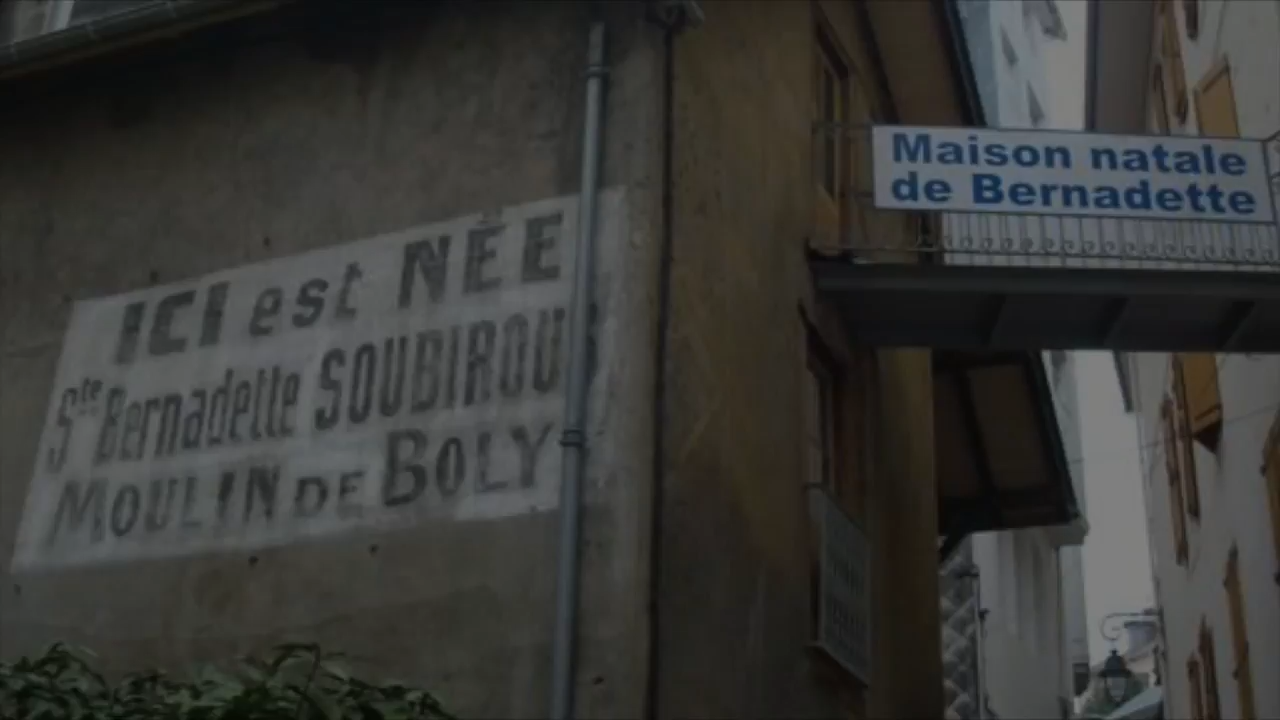 ICI est NÉE
Ste Bernadette SOUBIROUS
MOULIN DE BOLY
Maison natale
de Bernadette